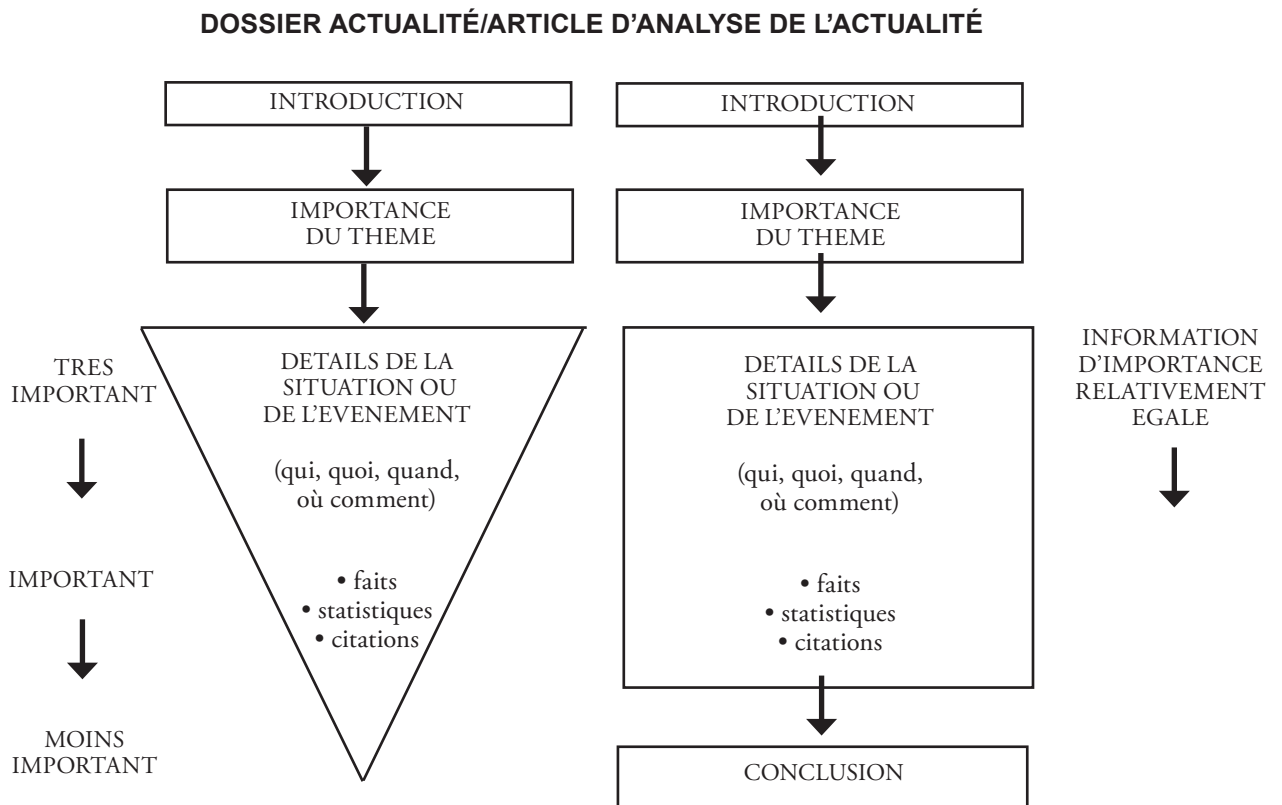 DOSSIER ACTUALITÉ/ARTICLE D'ANALYSE DE L'ACTUALITÉ
INTRODUCTION
IMPORTANCE
DU THEME
TRES
IMPORTANT
IMPORTANT
MOINS
IMPORTANT
DETAILS DE LA
SITUATION OU
DE L'EVENEMENT
(qui, quoi, quand,
où comment)
• faits
• statistiques
• citations
INTRODUCTION
IMPORTANCE
DU THEME
DETAILS DE LA
SITUATION OU
DE L'EVENEMENT
(qui, quoi, quand,
où comment)
• faits
• statistiques
• citations
CONCLUSION
INFORMATION
D'IMPORTANCE
RELATIVEMENT
EGALE